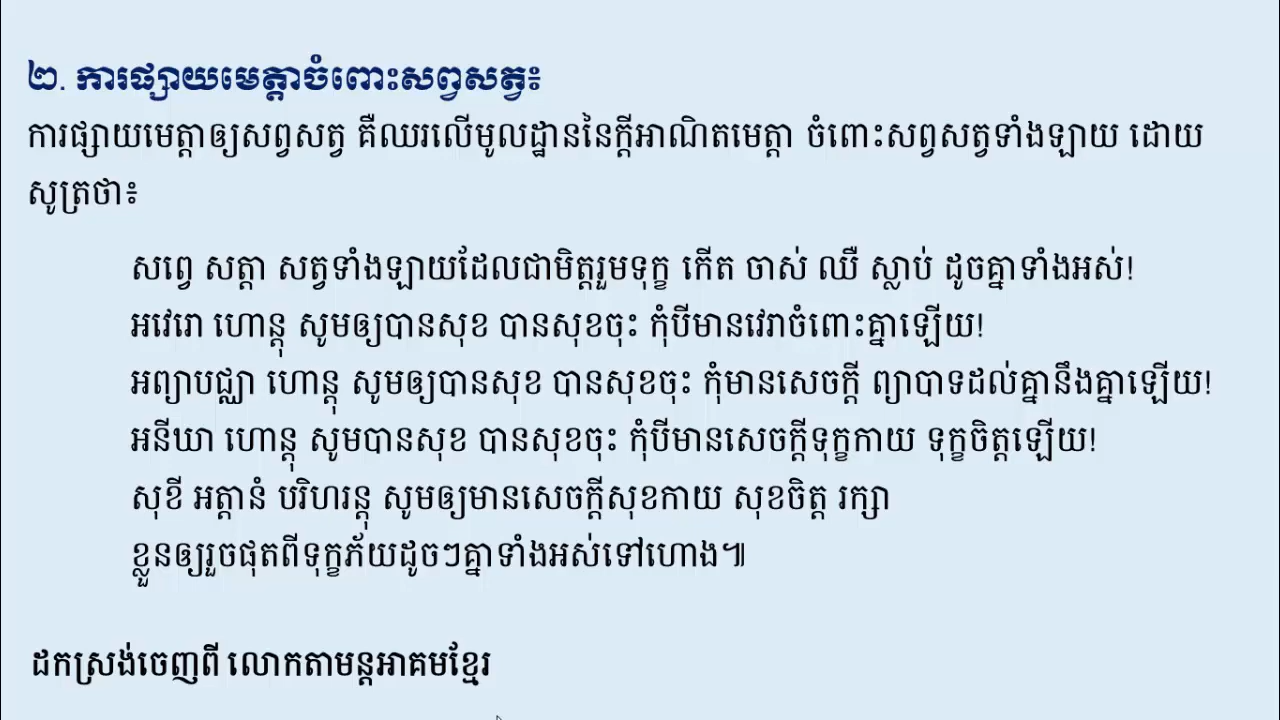 ២. ការផ្សាយមេត្តាចំពោះសព្វសត្វ៖
ការផ្សាយមេត្តាឲ្យសព្វសត្វ គឺឈរលើមូលដ្ឋាននៃក្តីអាណិតមេត្តា ចំពោះសព្វសត្វទាំងឡាយ ដោយ
សូត្រថា៖
សព្វេ សត្តា សត្វទាំងឡាយដែលជាមិត្តរួមទុក្ខ កើត ចាស់ ឈឺ ស្លាប់ ដូចគ្នាទាំងអស់!
អវេរោ ហោន្តុ សូមឲ្យបានសុខ បានសុខចុះ កុំបីមានវេរាចំពោះគ្នាឡើយ!
អព្យាបជ្ឈា ហោន្តុ សូមឲ្យបានសុខ បានសុខចុះ កុំមានសេចក្តី ព្យាបាទដល់គ្នានឹងគ្នាឡើយ!
អនីឃា ហោន្តុ សូមបានសុខ បានសុខចុះ កុំបីមានសេចក្តីទុក្ខកាយ ទុក្ខចិត្តឡើយ!
សុខី អត្តានំ បរិហរន្តុ សូមឲ្យមានសេចក្តីសុខកាយ សុខចិត្ត រក្សា
ខ្លួនឲ្យរួចផុតពីទុក្ខភ័យដូចៗគ្នាទាំងអស់ទៅហោង៕
ដកស្រង់ចេញពី លោកតាមន្តអាគមខ្មែរ